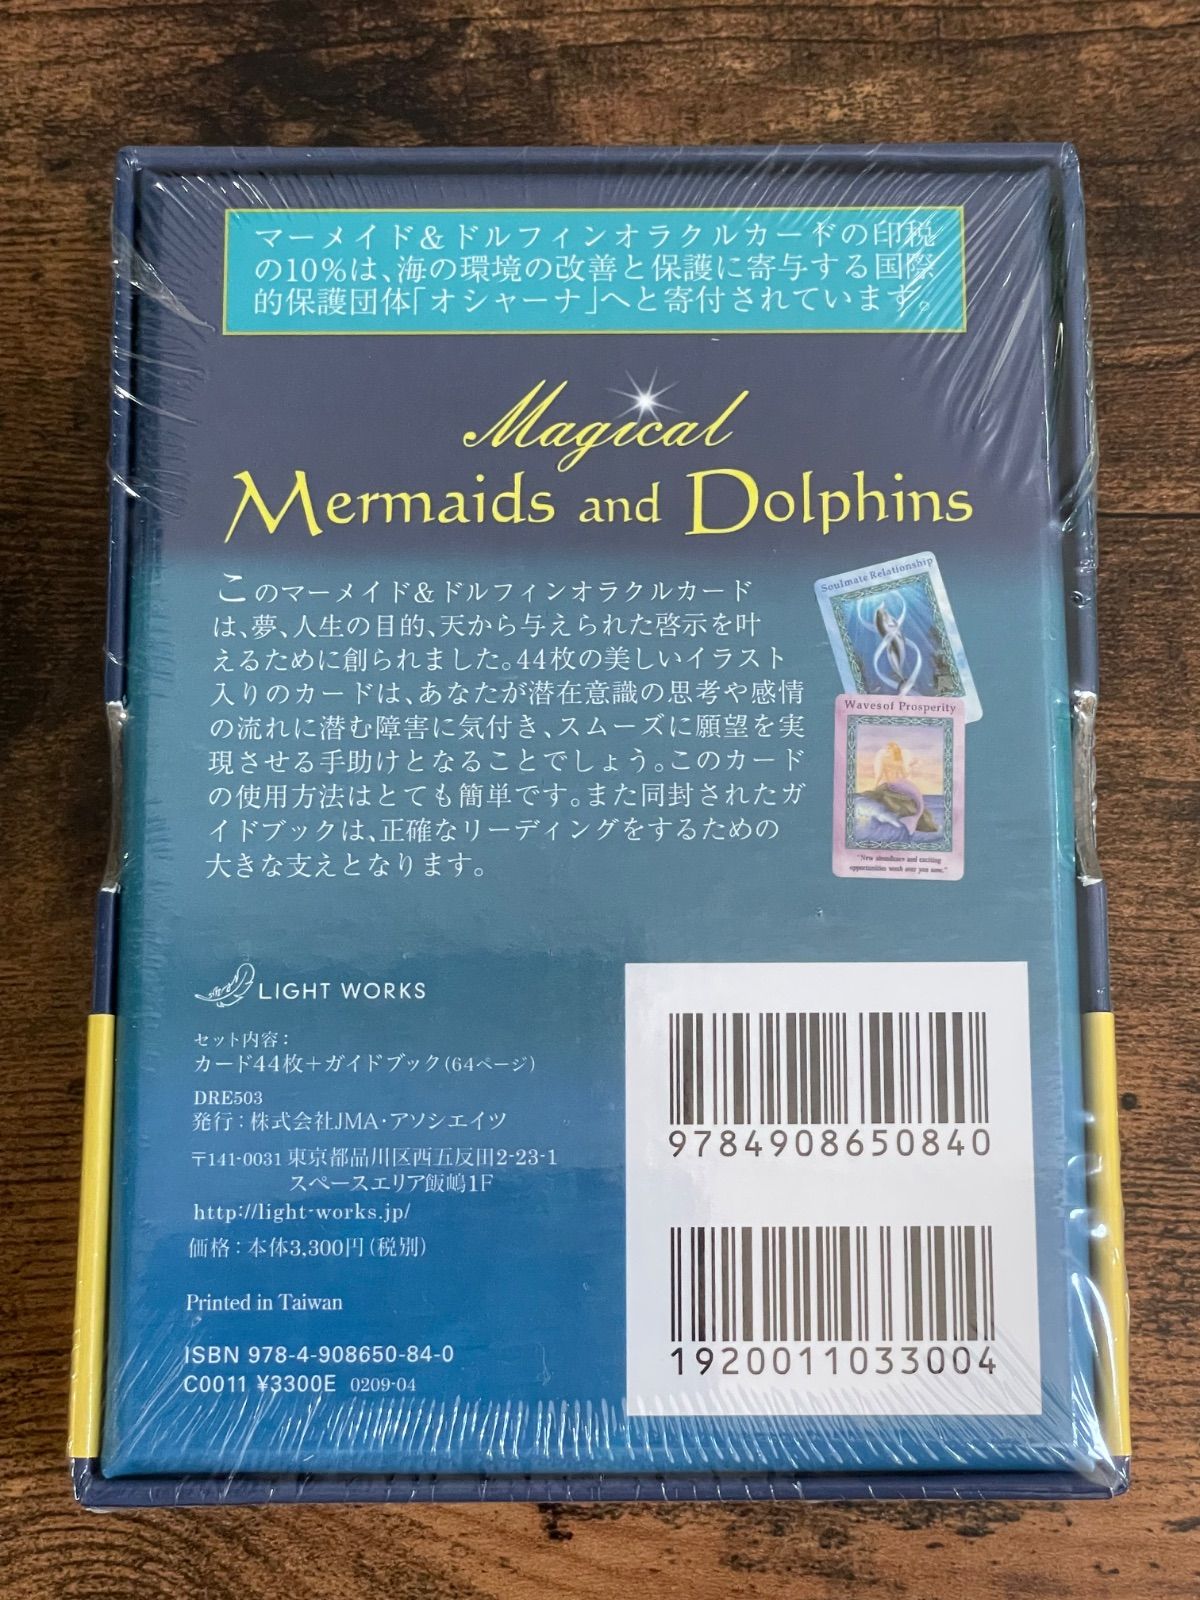 マーメイド&ドルフィンオラクルカードの印税
の10%は、海の環境の改善と保護に寄与する国際
的保護団体「オシャーナ」へと寄付されています。
Magical
Mermaids and Dolphins
このマーメイド&ドルフィンオラクルカード
は、夢、人生の目的、天から与えられた啓示を叶
えるために創られました。44枚の美しいイラスト
入りのカードは、あなたが潜在意識の思考や感情
の流れに潜む障害に気付き、スムーズに願望を実
現させる手助けとなることでしょう。このカード
の使用方法はとても簡単です。また同封されたガ
イドブックは、正確なリーディングをするための
大きな支えとなります。
Soulmate Relationship
Waves of Prosperity
"New abundance and exciting
opportunities wash over you now."
LIGHT WORKS
セット内容:
カード44枚+ガイドブック(64ページ)
DRE503
発行:株式会社JMA・アソシエイツ
〒141-0031 東京都品川区西五反田2-23-1
スペースエリア飯嶋1F
http://light-works.jp/
価格:本体3,300円(税別)
Printed in Taiwan
ISBN 978-4-908650-84-0
C0011 ¥3300E 0209-04
9784908650840
1920011033004